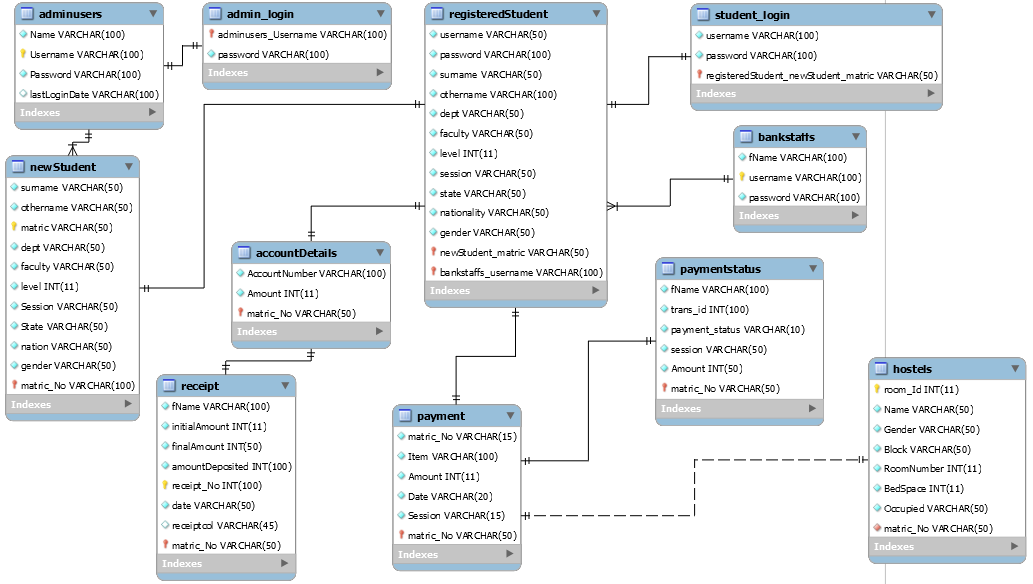 adminusers
Name VARCHAR(100)
Username VARCHAR(100)
Password VARCHAR(100)
lastLoginDate VARCHAR(100)
Indexes
admin_login
adminusers_Username VARCHAR(100)
password VARCHAR(100)
Indexes
registeredStudent
username VARCHAR(50)
password VARCHAR(100)
surname VARCHAR(50)
othername VARCHAR(100)
dept VARCHAR(50)
faculty VARCHAR(50)
level INT(11)
session VARCHAR(50)
state VARCHAR(50)
nationality VARCHAR(50)
gender VARCHAR(50)
newStudent_matric VARCHAR(50)
bankstaffs_username VARCHAR(100)
Indexes
student_login
username VARCHAR(100)
password VARCHAR(100)
registeredStudent_newStudent_matric VARCHAR(50)
Indexes
bankstaffs
fName VARCHAR(100)
username VARCHAR(100)
password VARCHAR(100)
Indexes
newStudent
surname VARCHAR(50)
othername VARCHAR(50)
matric VARCHAR(50)
dept VARCHAR(50)
faculty VARCHAR(50)
level INT(11)
Session VARCHAR(50)
State VARCHAR(50)
nation VARCHAR(50)
gender VARCHAR(50)
matric_No VARCHAR(100)
Indexes
accountDetails
AccountNumber VARCHAR(100)
Amount INT(11)
matric_No VARCHAR(50)
Indexes
paymentstatus
fName VARCHAR(100)
trans_id INT(100)
payment_status VARCHAR(10)
session VARCHAR(50)
Amount INT(50)
matric_No VARCHAR(50)
Indexes
receipt
fName VARCHAR(100)
initialAmount INT(11)
finalAmount INT(50)
amountDeposited INT(100)
receipt_No INT(100)
date VARCHAR(50)
receiptcol VARCHAR(45)
matric_No VARCHAR(50)
Indexes
payment
matric_No VARCHAR(15)
Item VARCHAR(100)
Amount INT(11)
Date VARCHAR(20)
Session VARCHAR(15)
matric_No VARCHAR(50)
Indexes
hostels
room_Id INT(11)
Name VARCHAR(50)
Gender VARCHAR(50)
Block VARCHAR(50)
RoomNumber INT(11)
BedSpace INT(11)
Occupied VARCHAR(50)
matric_No VARCHAR(50)
Indexes